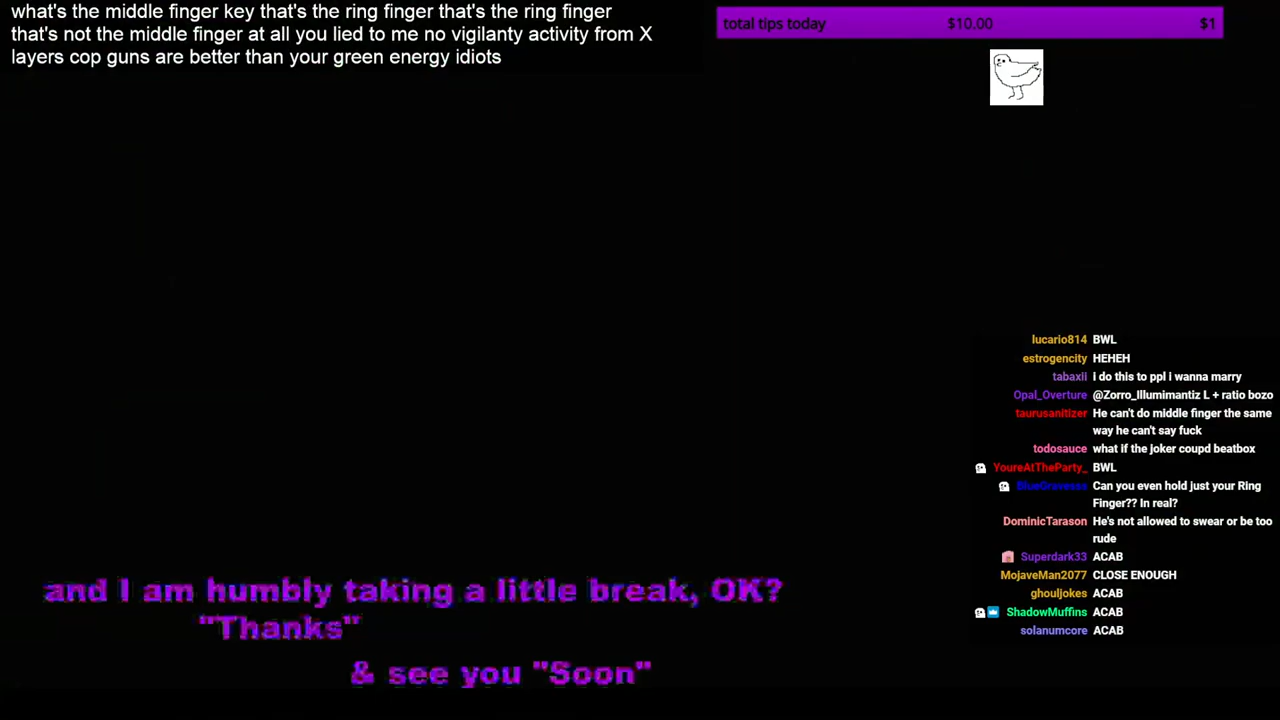 what's the middle finger key that's the ring finger that's the ring finger
that's not the middle finger at all you lied to me no vigilanty activity from X
layers cop guns are better than your green energy idiots
total tips today $10.00 $1
lucario814 BWL
estrogencity HEHEH
tabaxii i do this to ppl i wanna marry
Opal_Overture @Zorro_Illumimantiz L + ratio bozo
taurusanitizer He can't do middle finger the same
way he can't say fuck
todosauce what if the joker coupd beatbox
YoureAtTheParty_ BWL
BlueGravesss Can you even hold just your Ring
Finger?? In real?
DominicTarason He's not allowed to swear or be too
rude
Superdark33 ACAB
MojaveMan2077 CLOSE ENOUGH
ghouljokes ACAB
ShadowMuffins ACAB
solanumcore ACAB
and I am humbly taking a little break, OK?
"Thanks"
& see you "Soon"